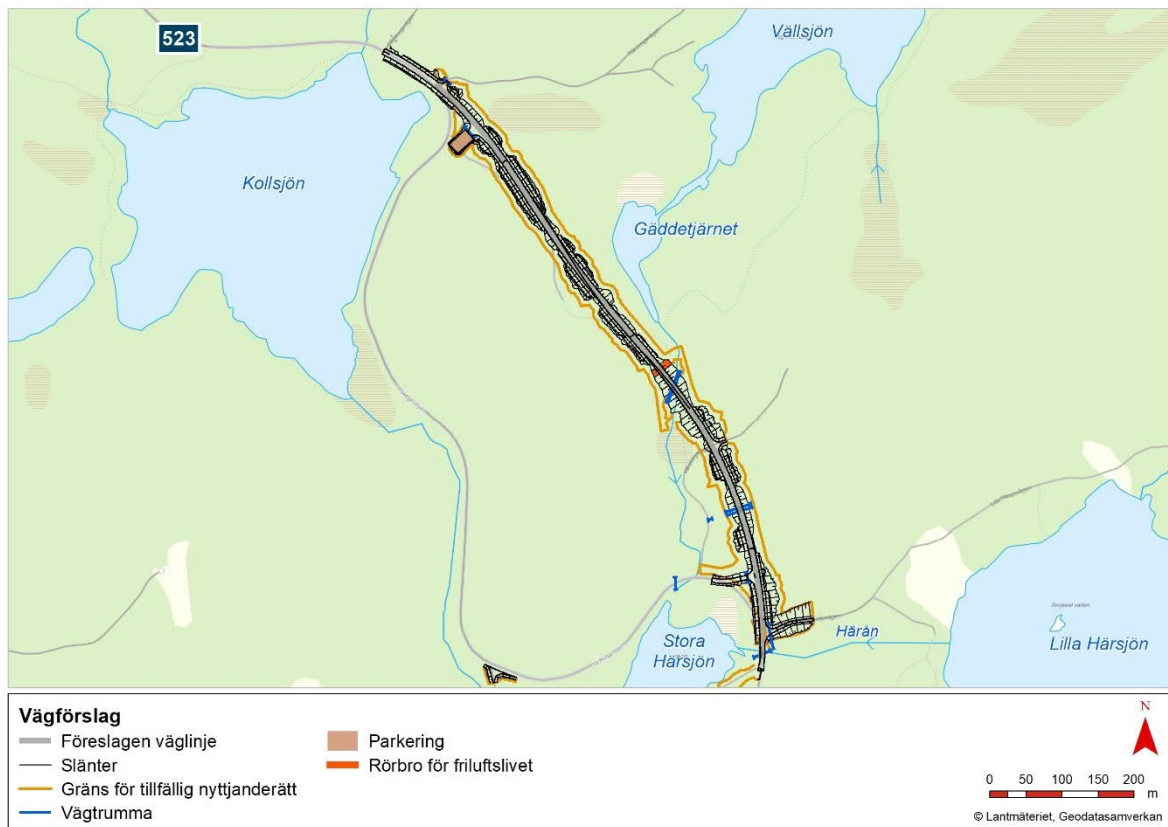 523
Vällsjön
Kollsjön
Gäddetjärnet
Stora
Härsjön
Härån
Lilla Härsjön
Vägförslag
Föreslagen väglinje
Slänter
Gräns för tillfällig nyttjanderätt
Vägtrumma
Parkering
Rörbro för friluftslivet
N
0 50 100 150 200
m
© Lantmäteriet, Geodatasamverkan